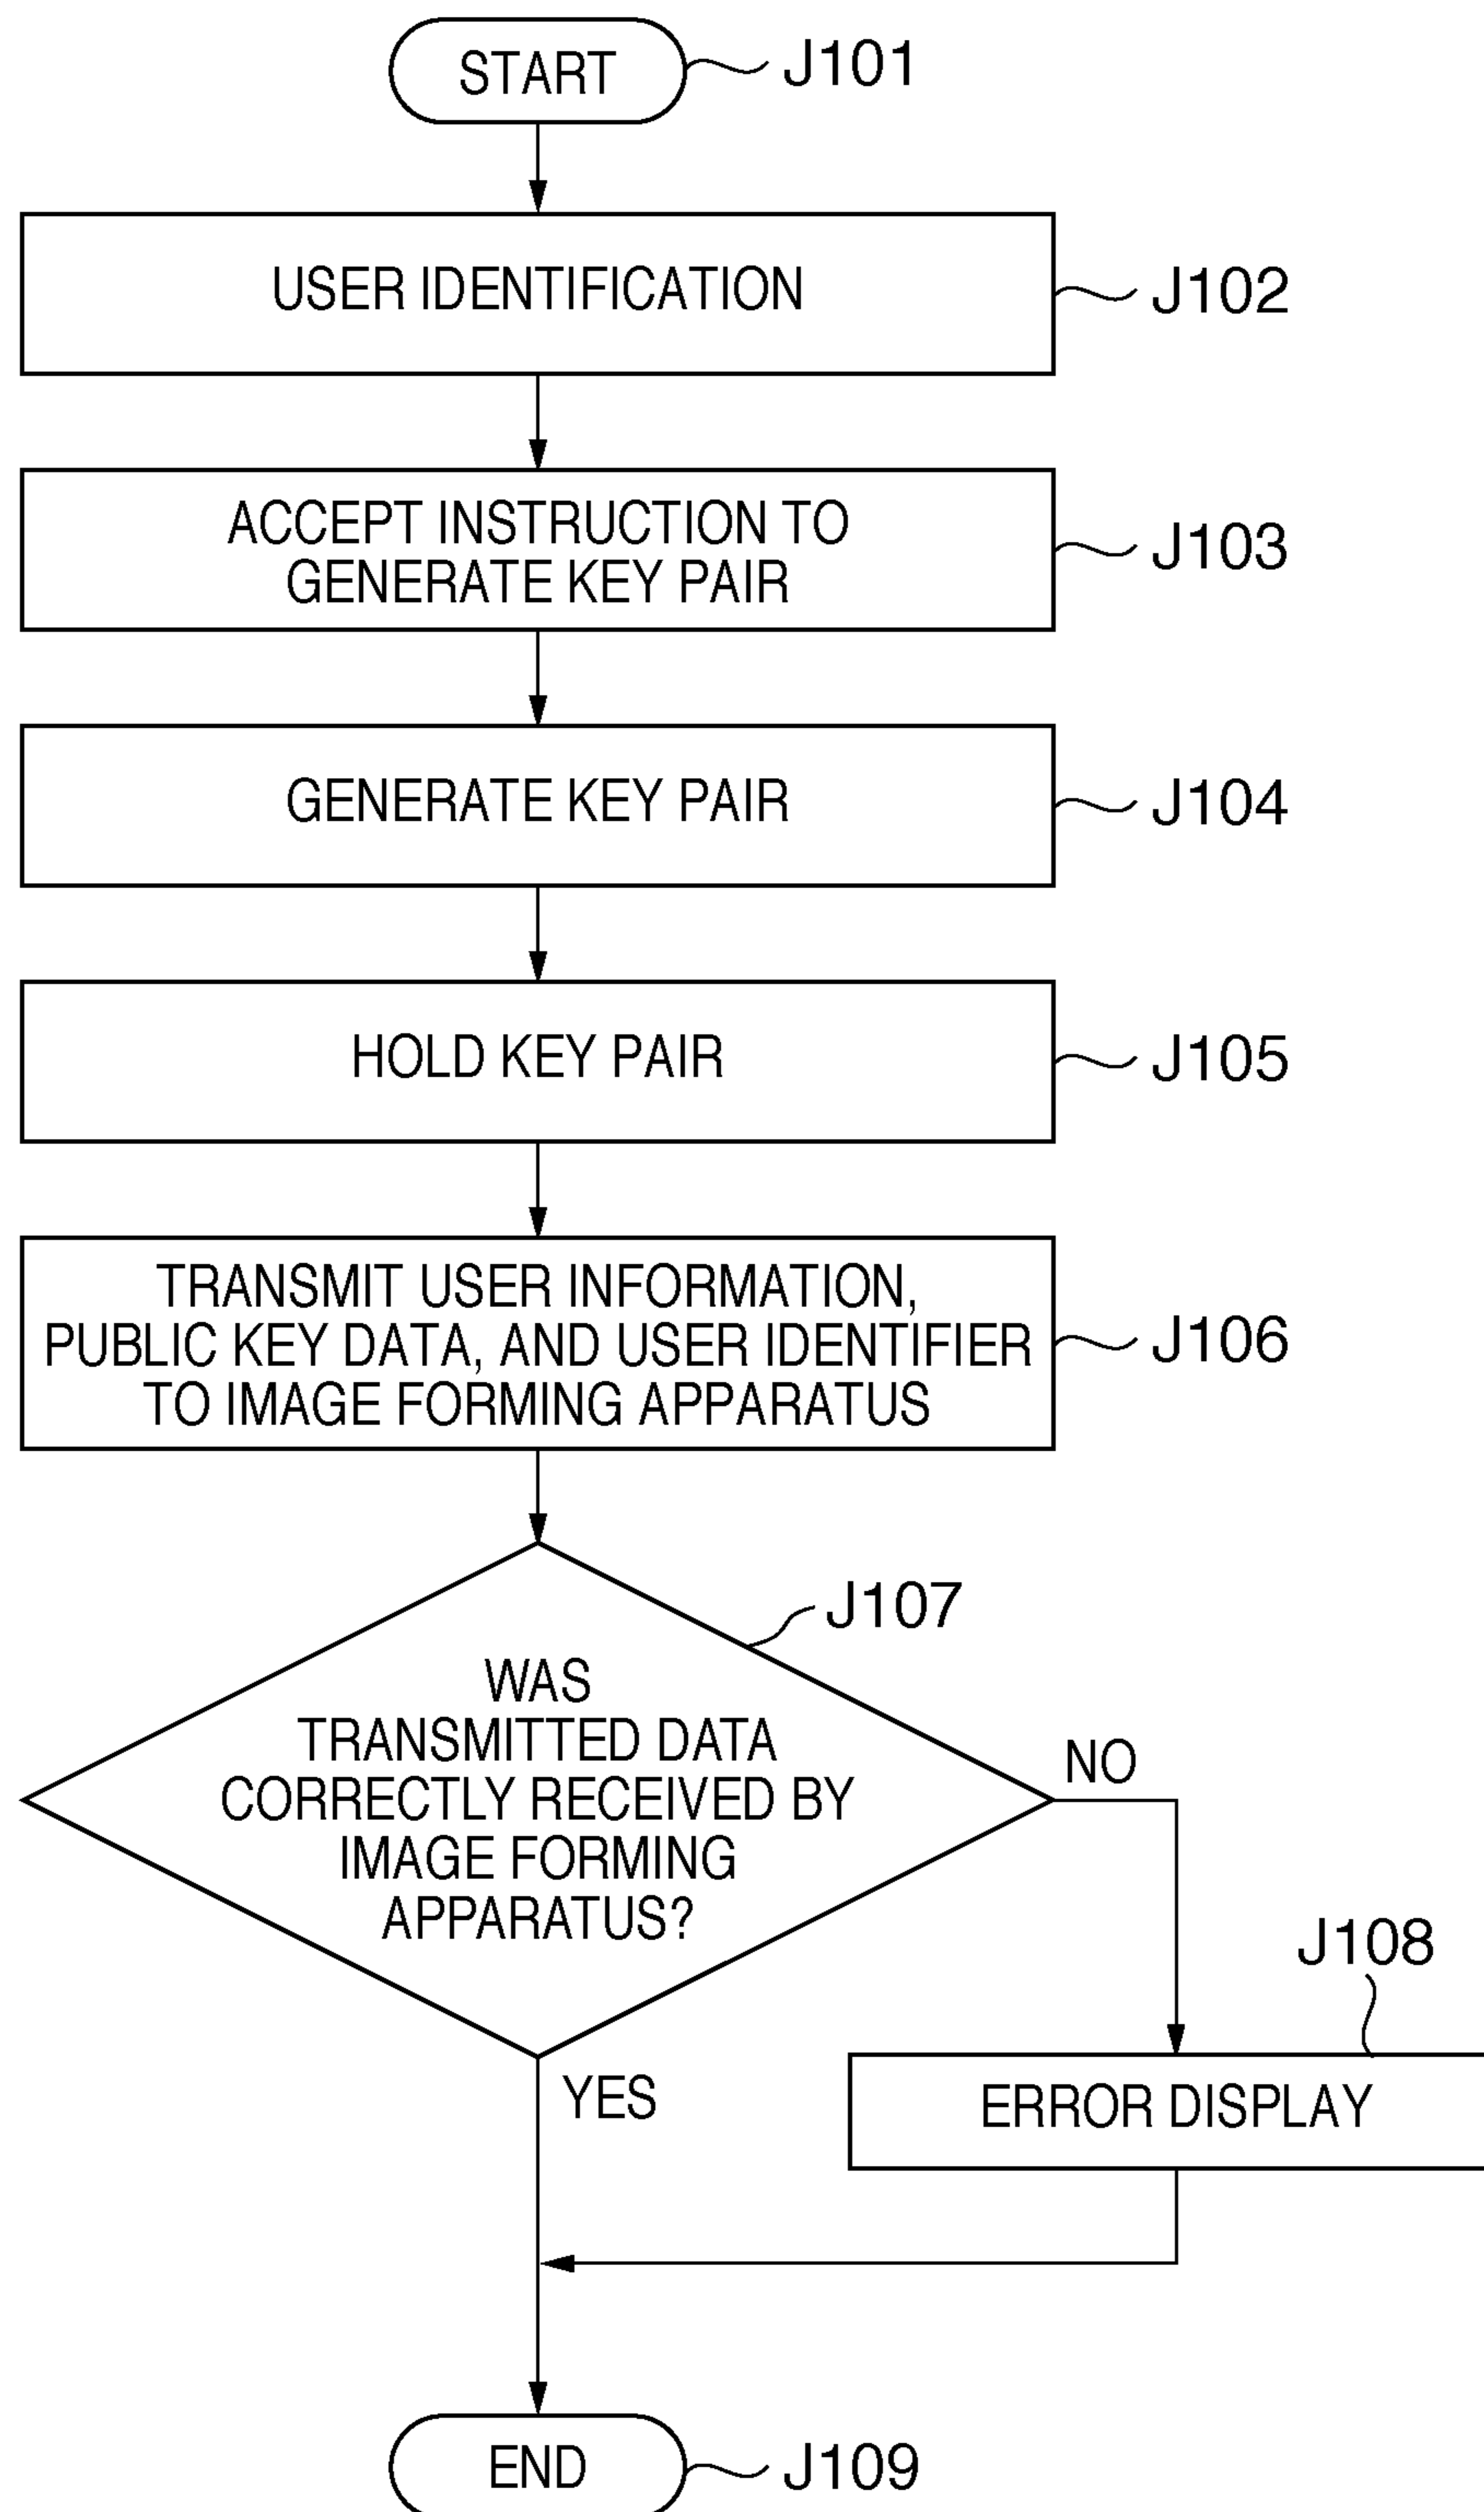 START
J101
USER IDENTIFICATION
J102
ACCEPT INSTRUCTION TO
GENERATE KEY PAIR
J103
GENERATE KEY PAIR
J104
HOLD KEY PAIR
J105
TRANSMIT USER INFORMATION,
PUBLIC KEY DATA, AND USER IDENTIFIER
TO IMAGE FORMING APPARATUS
J106
J107
WAS
TRANSMITTED DATA
CORRECTLY RECEIVED BY
IMAGE FORMING
APPARATUS?
NO
J108
YES
ERROR DISPLAY
END
J109